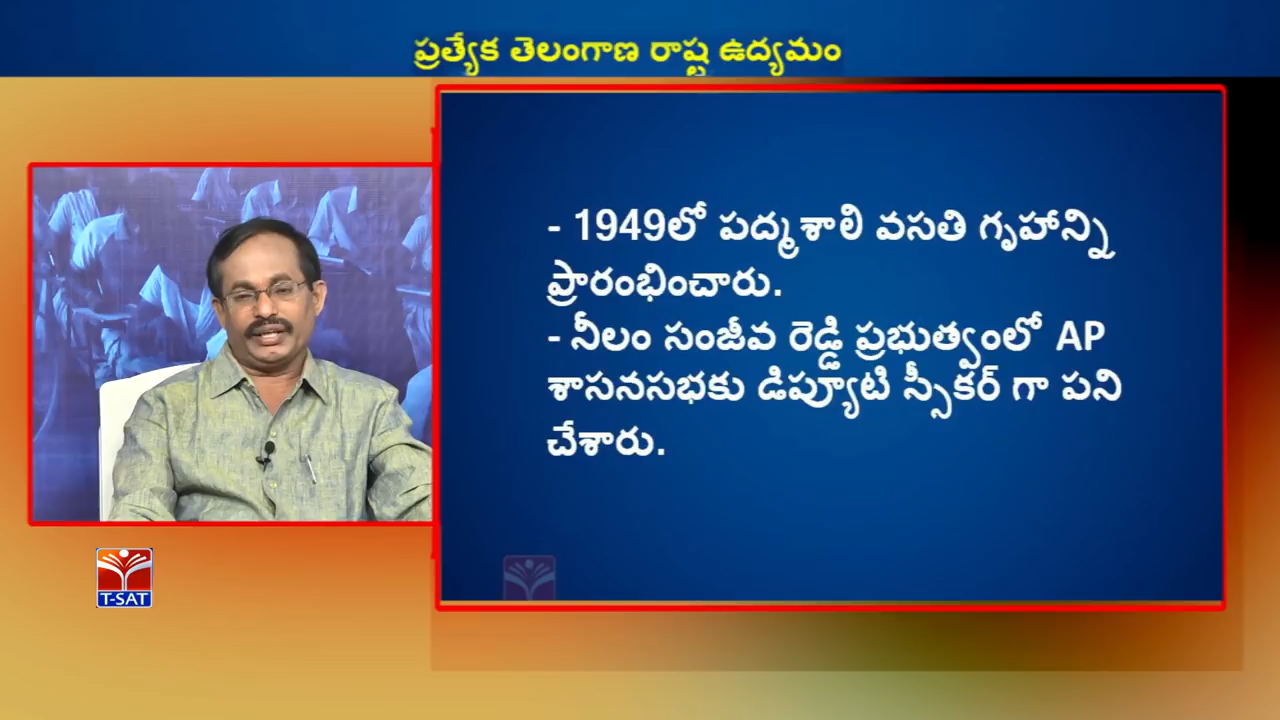 ప్రత్యేక తెలంగాణ రాష్ట ఉద్యమం
- 1949లో పద్మశాలి వసతి గృహాన్ని
ప్రారంభించారు.
- నీలం సంజీవ రెడ్డి ప్రభుత్వంలో AP
శాసనసభకు డిప్యూటి స్పీకర్ గా పని
చేశారు.
T-SAT